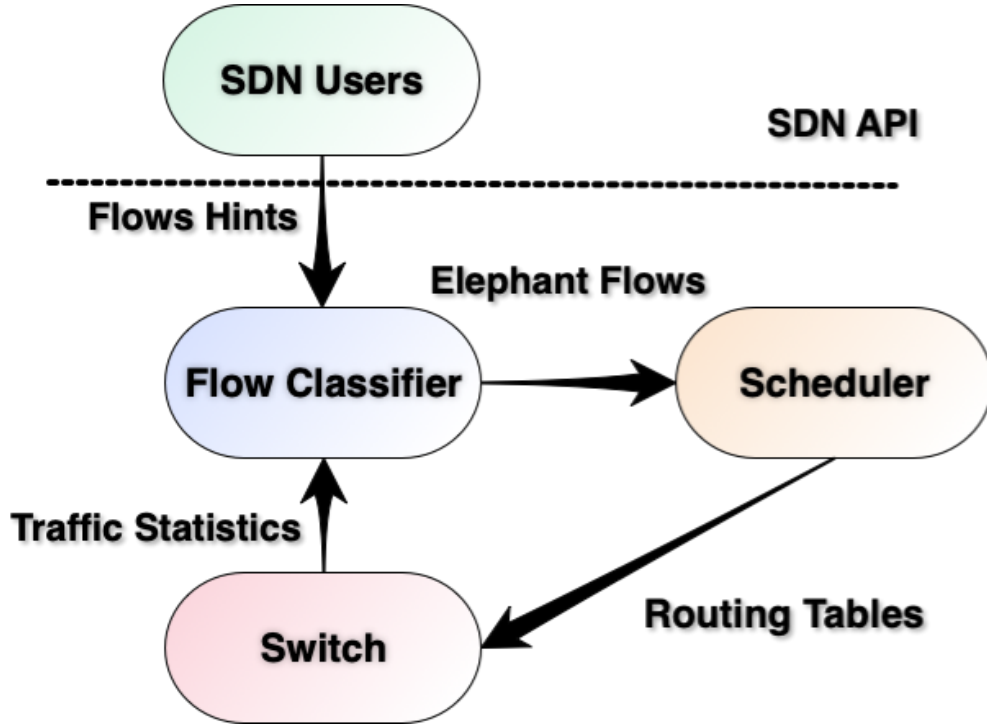 SDN Users
SDN API
Flows Hints
Elephant Flows
Flow Classifier
Scheduler
Traffic Statistics
Routing Tables
Switch